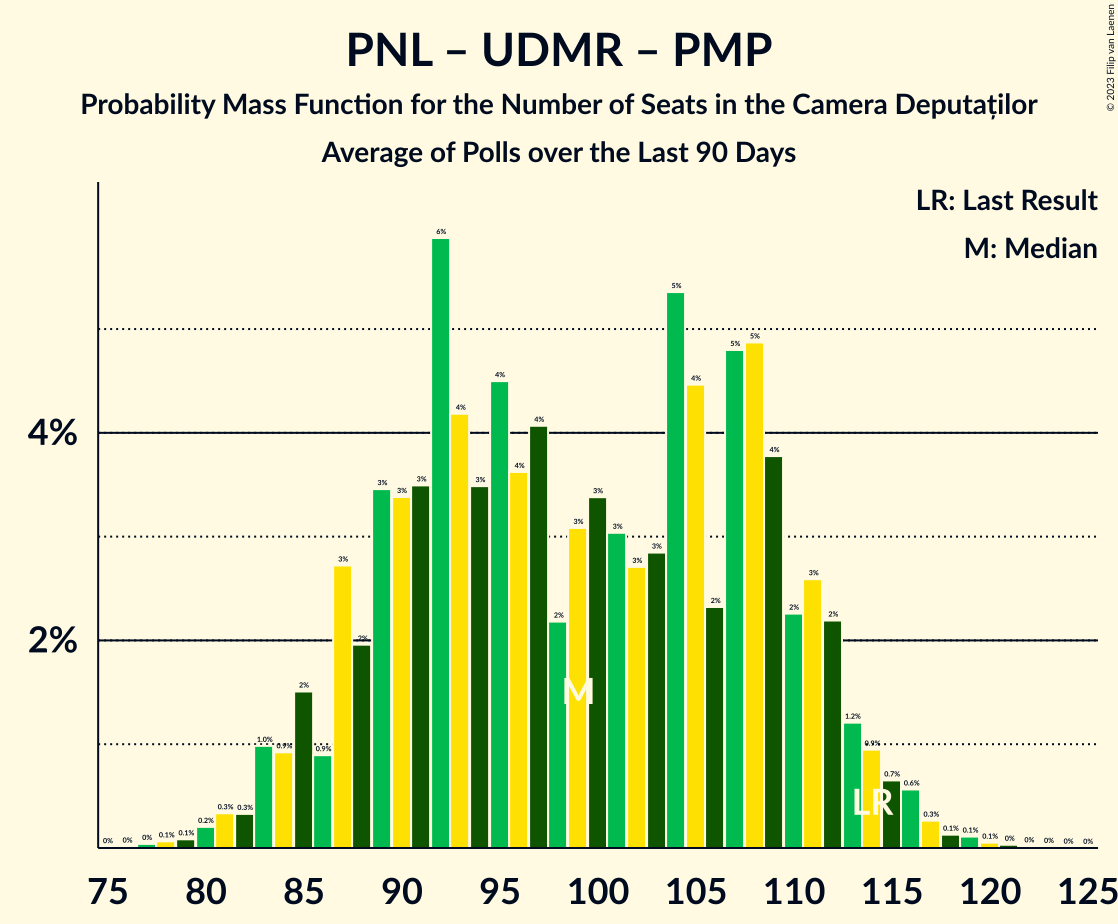 PNL – UDMR – PMP
Probability Mass Function for the Number of Seats in the Camera Deputaților
Average of Polls over the Last 90 Days
© 2023 Filip van Laenen
LR: Last Result
M: Median
4%
2%
0% 0% 0% 0.1% 0.1% 0.2% 0.3% 0.3% 1.0% 0.9% 2% 0.9% 3% 2% 3% 3% 3% 6% 4% 3% 4% 4% 4% 2% 3% 3% 3% 3% 3% 5% 4% 2% 5% 5% 4% 2% 3% 2% 1.2% 0.9% 0.7% 0.6% 0.3% 0.1% 0.1% 0.1% 0% 0% 0% 0% 0%
M
LR
75 80 85 90 95 100 105 110 115 120 125